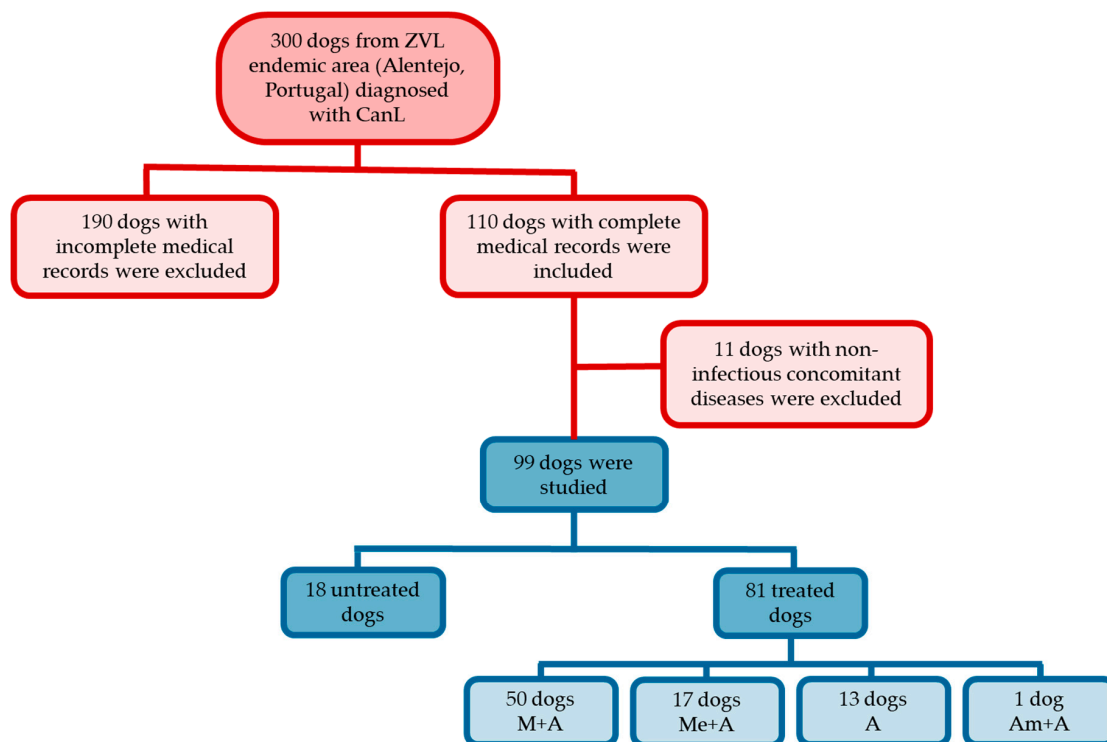 300 dogs from ZVL
endemic area (Alentejo,
Portugal) diagnosed
with CanL
190 dogs with
incomplete medical
records were excluded
110 dogs with complete
medical records were
included
11 dogs with non-
infectious concomitant
diseases were excluded
99 dogs were
studied
18 untreated
dogs
81 treated
dogs
50 dogs
M+A
17 dogs
Me+A
13 dogs
A
1 dog
Am+A